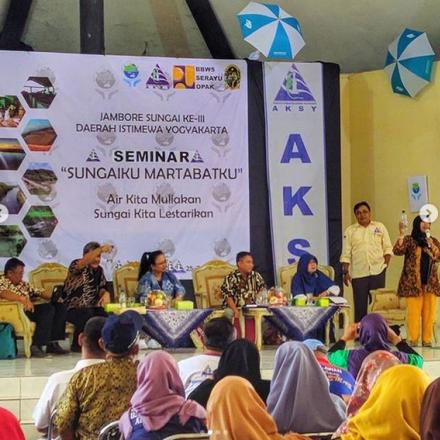 BBWS
SERAYU
OPAK
AKSY
JAMBORE SUNGAI KE-III
DAERAH ISTIMEWA YOGYAKARTA
SEMINAR
"SUNGAIKU MARTABATKU"
Air Kita Muliakan
Sungai Kita Lestarikan
A
K
S